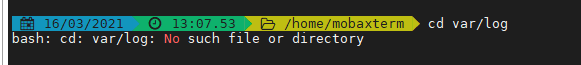 16/03/2021 13:07.53 /home/mobaxterm cd var/log
bash: cd: var/log: No such file or directory